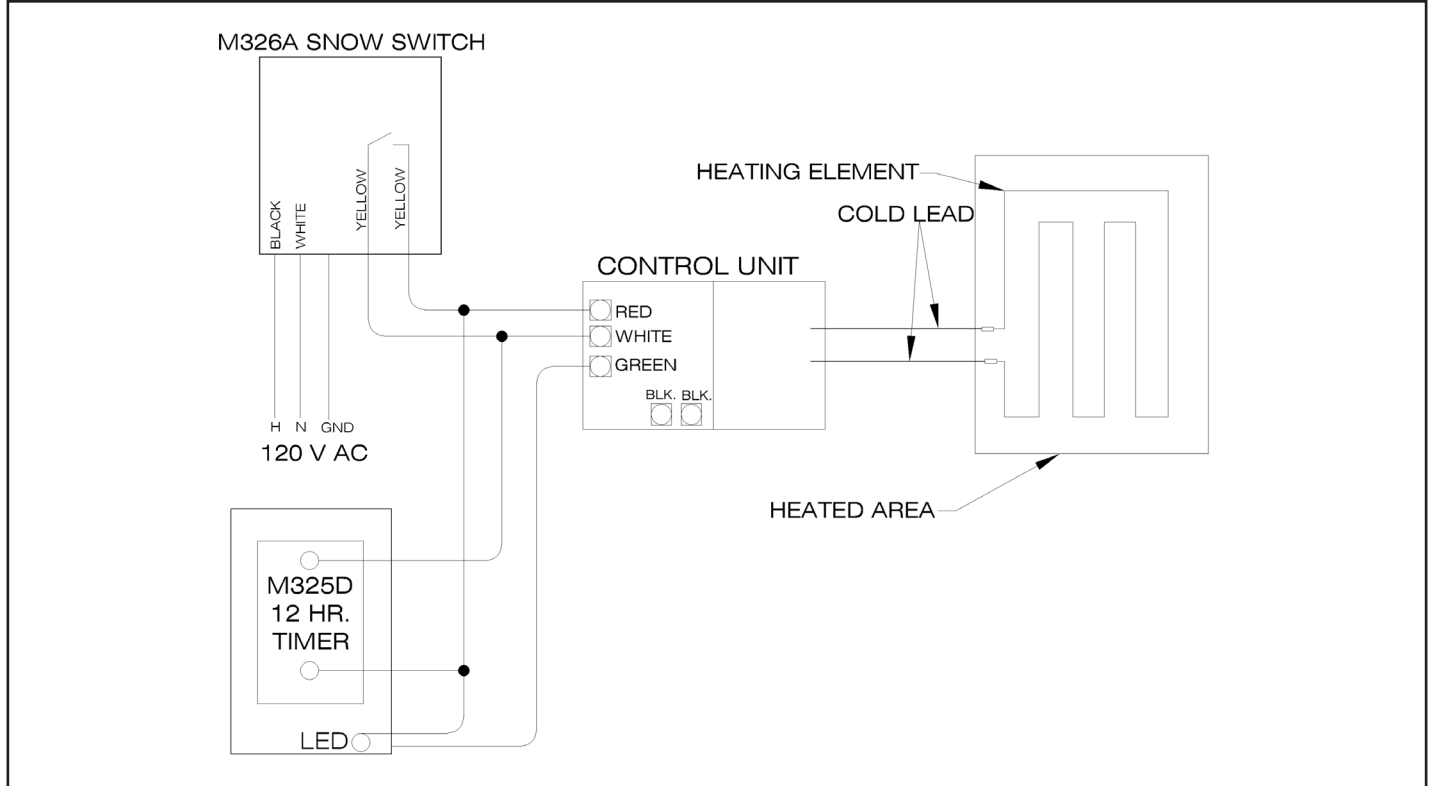 M326A SNOW SWITCH
BLACK
WHITE
YELLOW
YELLOW
H N GND
120 V AC
HEATING ELEMENT
COLD LEAD
CONTROL UNIT
RED
WHITE
GREEN
BLK. BLK.
HEATED AREA
M325D
12 HR.
TIMER
LED